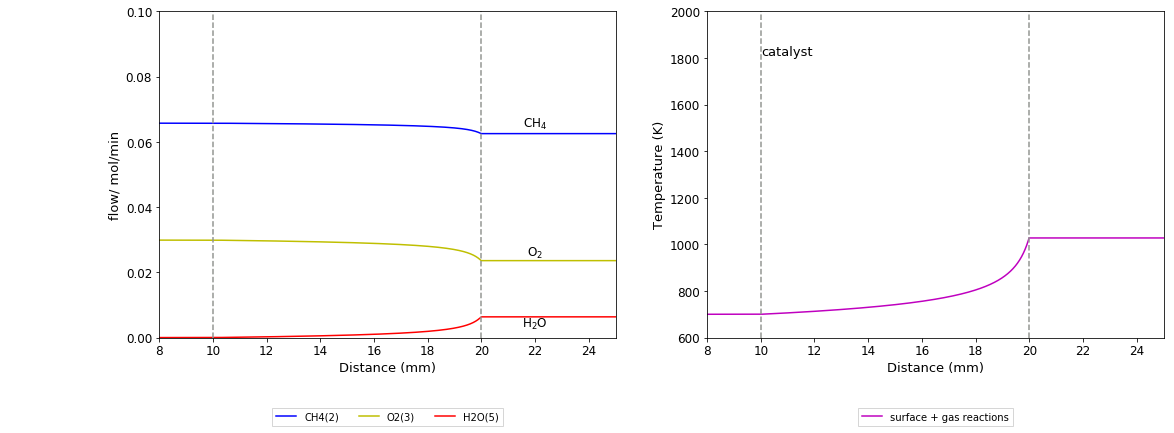 0.10
0.08
0.06
0.04
0.02
0.00
flow/ mol/min
CH₄
O₂
H₂O
8 10 12 14 16 18 20 22 24
Distance (mm)
CH4(2) O2(3) H2O(5)
2000
1800
1600
1400
1200
1000
800
600
Temperature (K)
catalyst
8 10 12 14 16 18 20 22 24
Distance (mm)
surface + gas reactions